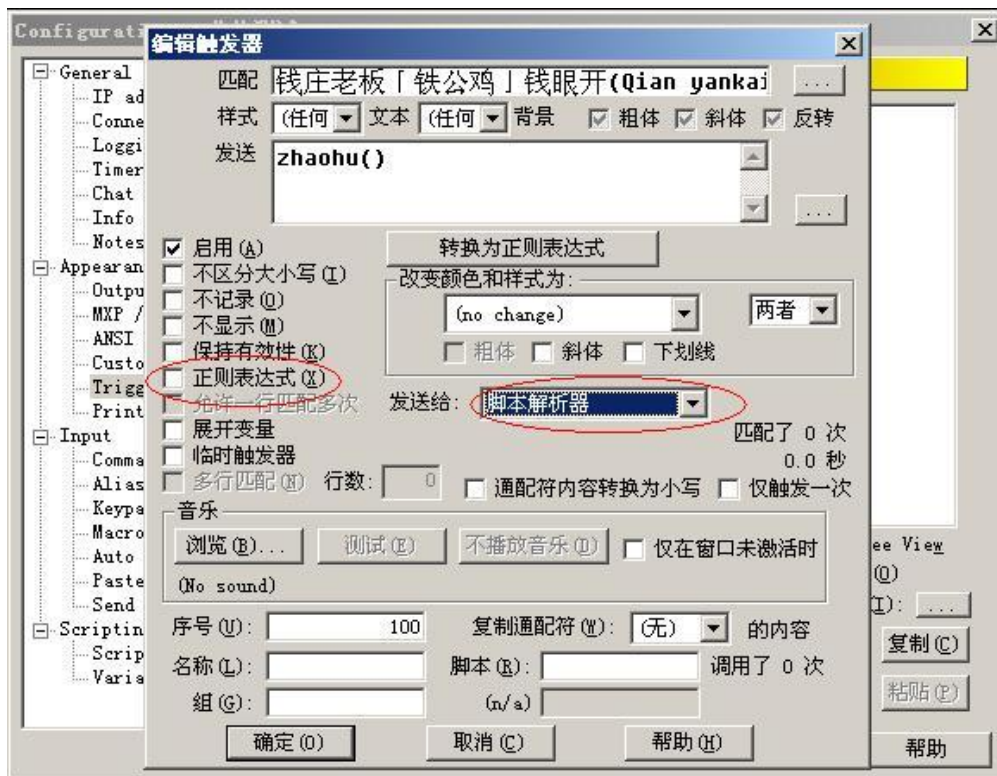 Configurati
编辑触发器
General
IP ad
Conne
Loggi
Timer
Chat
Info
Notes
Appearan
Outpu
MXP /
ANSI
Custo
Trigg
Print
Input
Comma
Alias
Keypa
Macro
Auto
Paste
Send
Scriptin
Scrip
Varia
匹配 钱庄老板「铁公鸡」钱眼开(Qian yankai ...
样式 (任何 文本 (任何 背景 粗体 斜体 反转
发送 zhaohu()
...
启用(A) 转换为正则表达式
不区分大小写(I) 改变颜色和样式为:
不记录(O) (no change) 两者
不显示(M)
保持有效性(K) 粗体 斜体 下划线
正则表达式(X)
允许一行匹配多次 发送给: 脚本解析器
展开变量 匹配了 0 次
临时触发器 0.0 秒
多行匹配(N) 行数: 0 通配符内容转换为小写 仅触发一次
音乐
浏览(B)... 测试(E) 不播放音乐(D) 仅在窗口未激活时
(No sound)
序号(U): 100 复制通配符(W): (无) 的内容
名称(L): 脚本(R): 调用了 0 次
组(G): (n/a)
确定(O) 取消(C) 帮助(H)
ee View
(O)
(I): ...
复制(C)
粘贴(P)
帮助